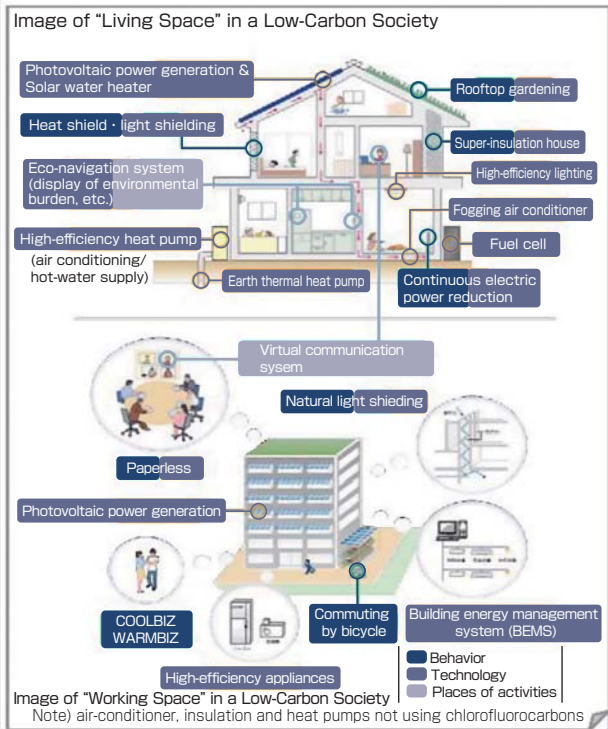 Image of “Living Space” in a Low-Carbon Society
Photovoltaic power generation &
Solar water heater
Rooftop gardening
Heat shield・light shielding
Super-insulation house
Eco-navigation system
(display of environmental
burden, etc.)
High-efficiency lighting
Fogging air conditioner
High-efficiency heat pump
(air conditioning/
hot-water supply)
Fuel cell
Earth thermal heat pump
Continuous electric
power reduction
Virtual communication
sysem
Natural light shieding
Paperless
Photovoltaic power generation
COOLBIZ
WARMBIZ
Commuting
by bicycle
Building energy management
system (BEMS)
High-efficiency appliances
Behavior
Technology
Places of activities
Image of “Working Space” in a Low-Carbon Society
Note) air-conditioner, insulation and heat pumps not using chlorofluorocarbons